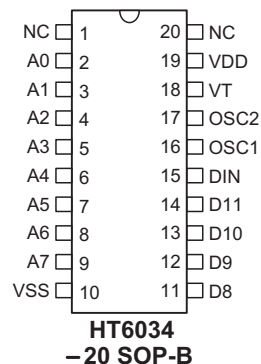 NC 1 20 NC
A0 2 19 VDD
A1 3 18 VT
A2 4 17 OSC2
A3 5 16 OSC1
A4 6 15 DIN
A5 7 14 D11
A6 8 13 D10
A7 9 12 D9
VSS 10 11 D8
HT6034
–20 SOP-B